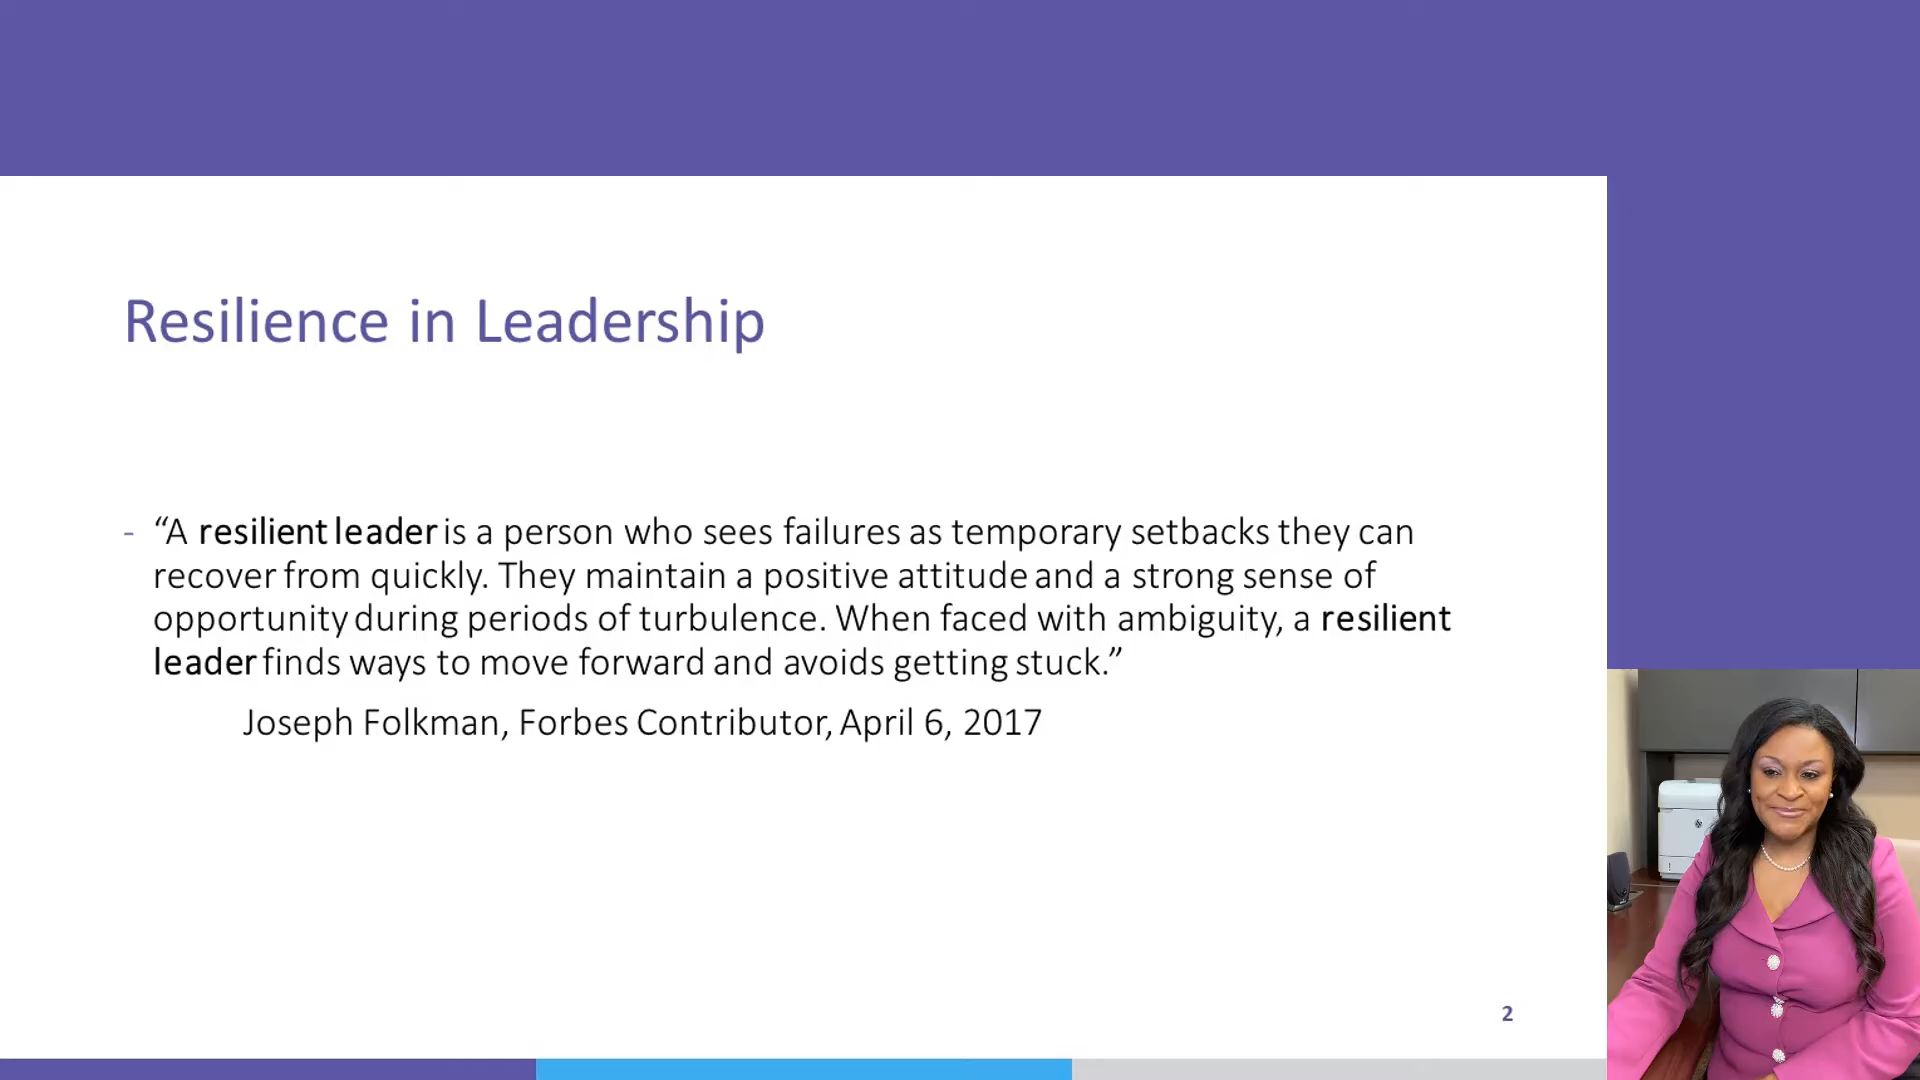 Resilience in Leadership
- “A resilient leader is a person who sees failures as temporary setbacks they can
recover from quickly. They maintain a positive attitude and a strong sense of
opportunity during periods of turbulence. When faced with ambiguity, a resilient
leader finds ways to move forward and avoids getting stuck.”
Joseph Folkman, Forbes Contributor, April 6, 2017
2